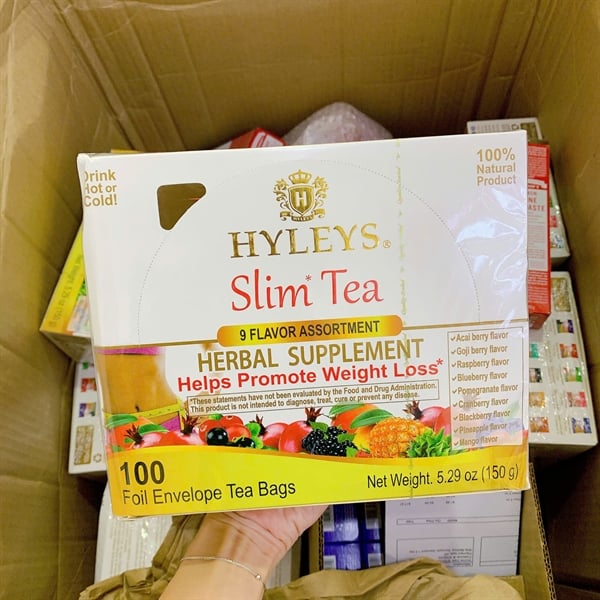 Drink
Hot or
Cold!
100%
Natural
Product
H
HYLEYS
HYLEYS®
Slim* Tea
9 FLAVOR ASSORTMENT
HERBAL SUPPLEMENT
Helps Promote Weight Loss*
*These statements have not been evaluated by the Food and Drug Administration.
This product is not intended to diagnose, treat, cure or prevent any disease.
✓Acai berry flavor
✓Goji berry flavor
✓Raspberry flavor
✓Blueberry flavor
✓Pomegranate flavor
✓Cranberry flavor
✓Blackberry flavor
✓Pineapple flavor
✓Mango flavor
100
Foil Envelope Tea Bags
Net Weight. 5.29 oz (150 g)